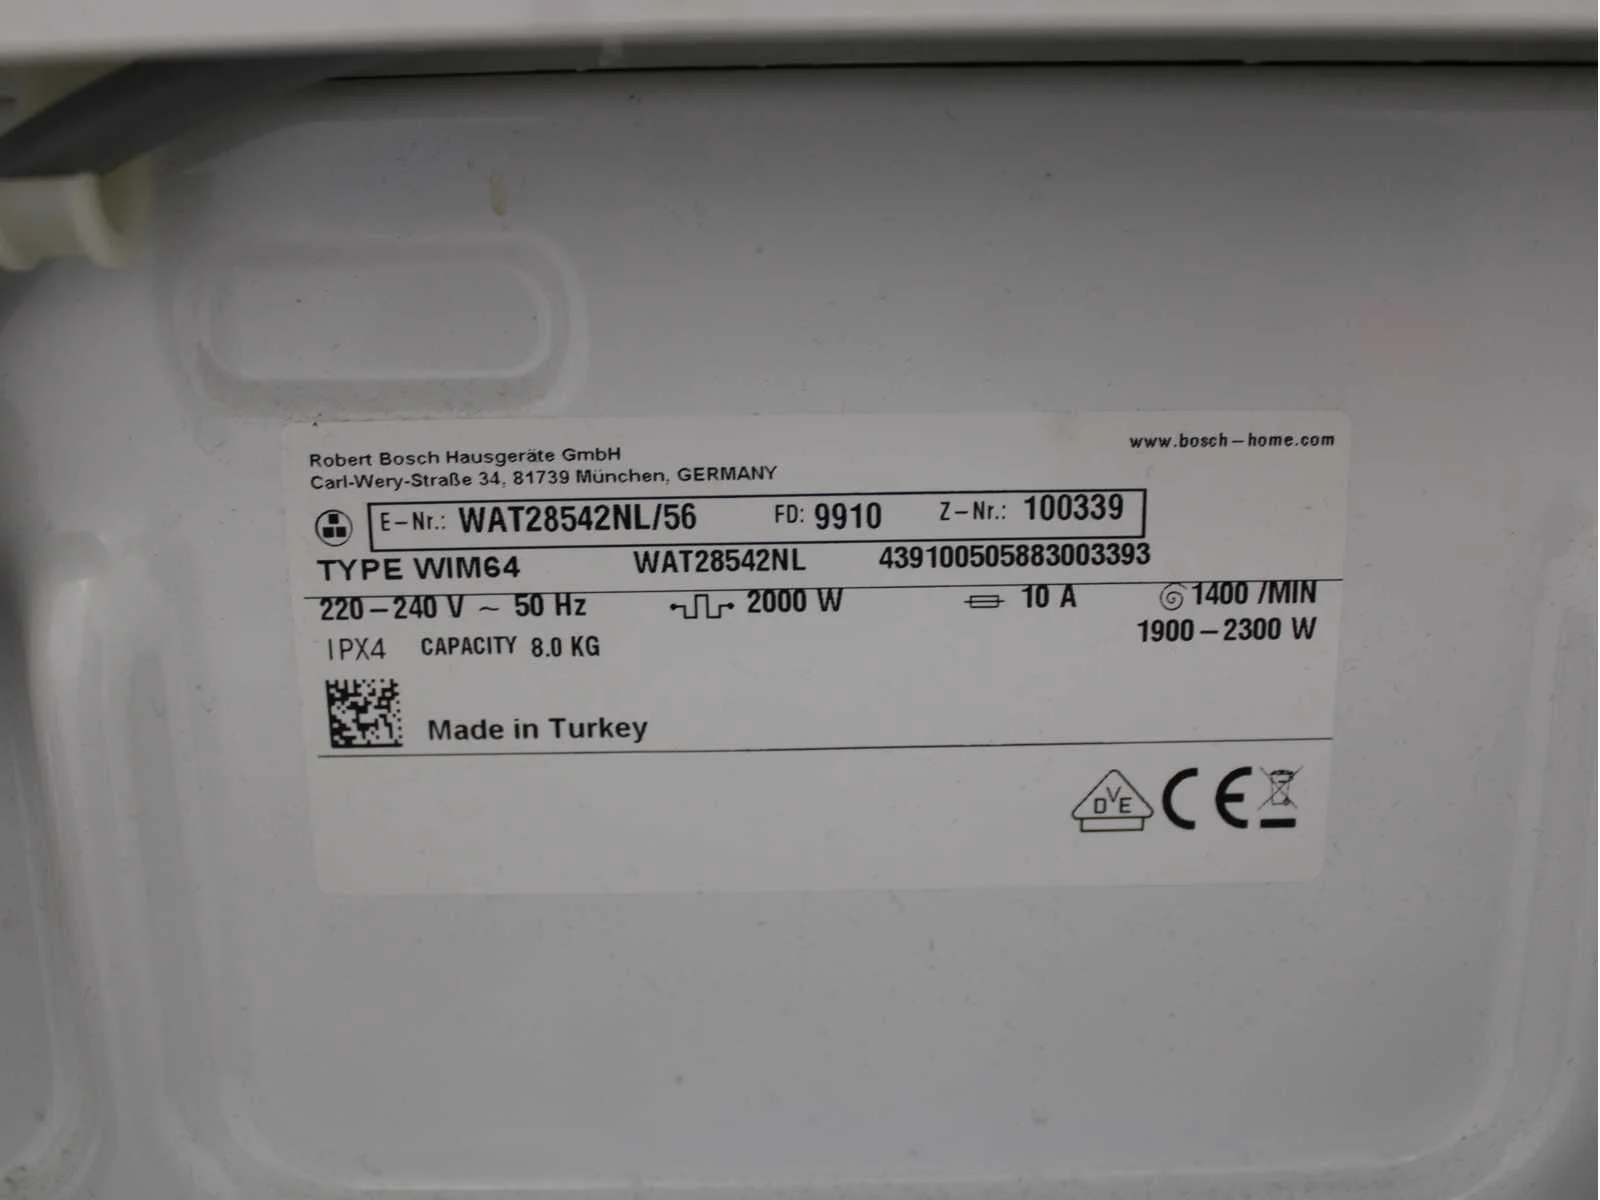 Robert Bosch Hausgeräte GmbH
www.bosch-home.com
Carl-Wery-Straße 34, 81739 München, GERMANY
E-Nr.: WAT28542NL/56 FD: 9910 Z-Nr.: 100339
TYPE WIM64 WAT28542NL 439100505883003393
220-240 V ~ 50 Hz 2000 W 10 A 1400 /MIN
1900-2300 W
IPX4 CAPACITY 8.0 KG
Made in Turkey
DVE CE